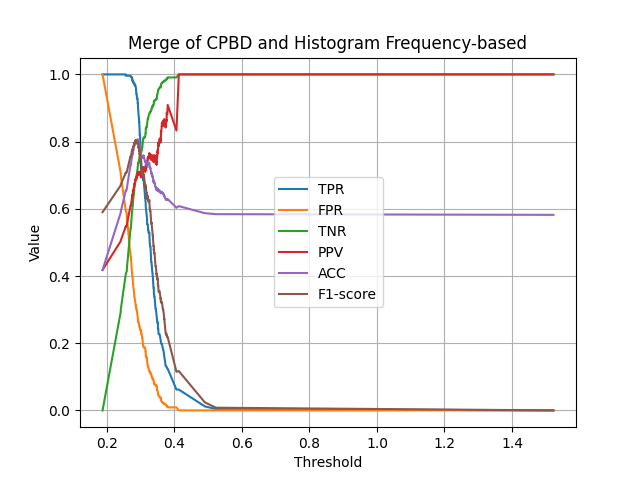 Merge of CPBD and Histogram Frequency-based
1.0
0.8
0.6
0.4
0.2
0.0
Value
TPR
FPR
TNR
PPV
ACC
F1-score
0.2 0.4 0.6 0.8 1.0 1.2 1.4
Threshold